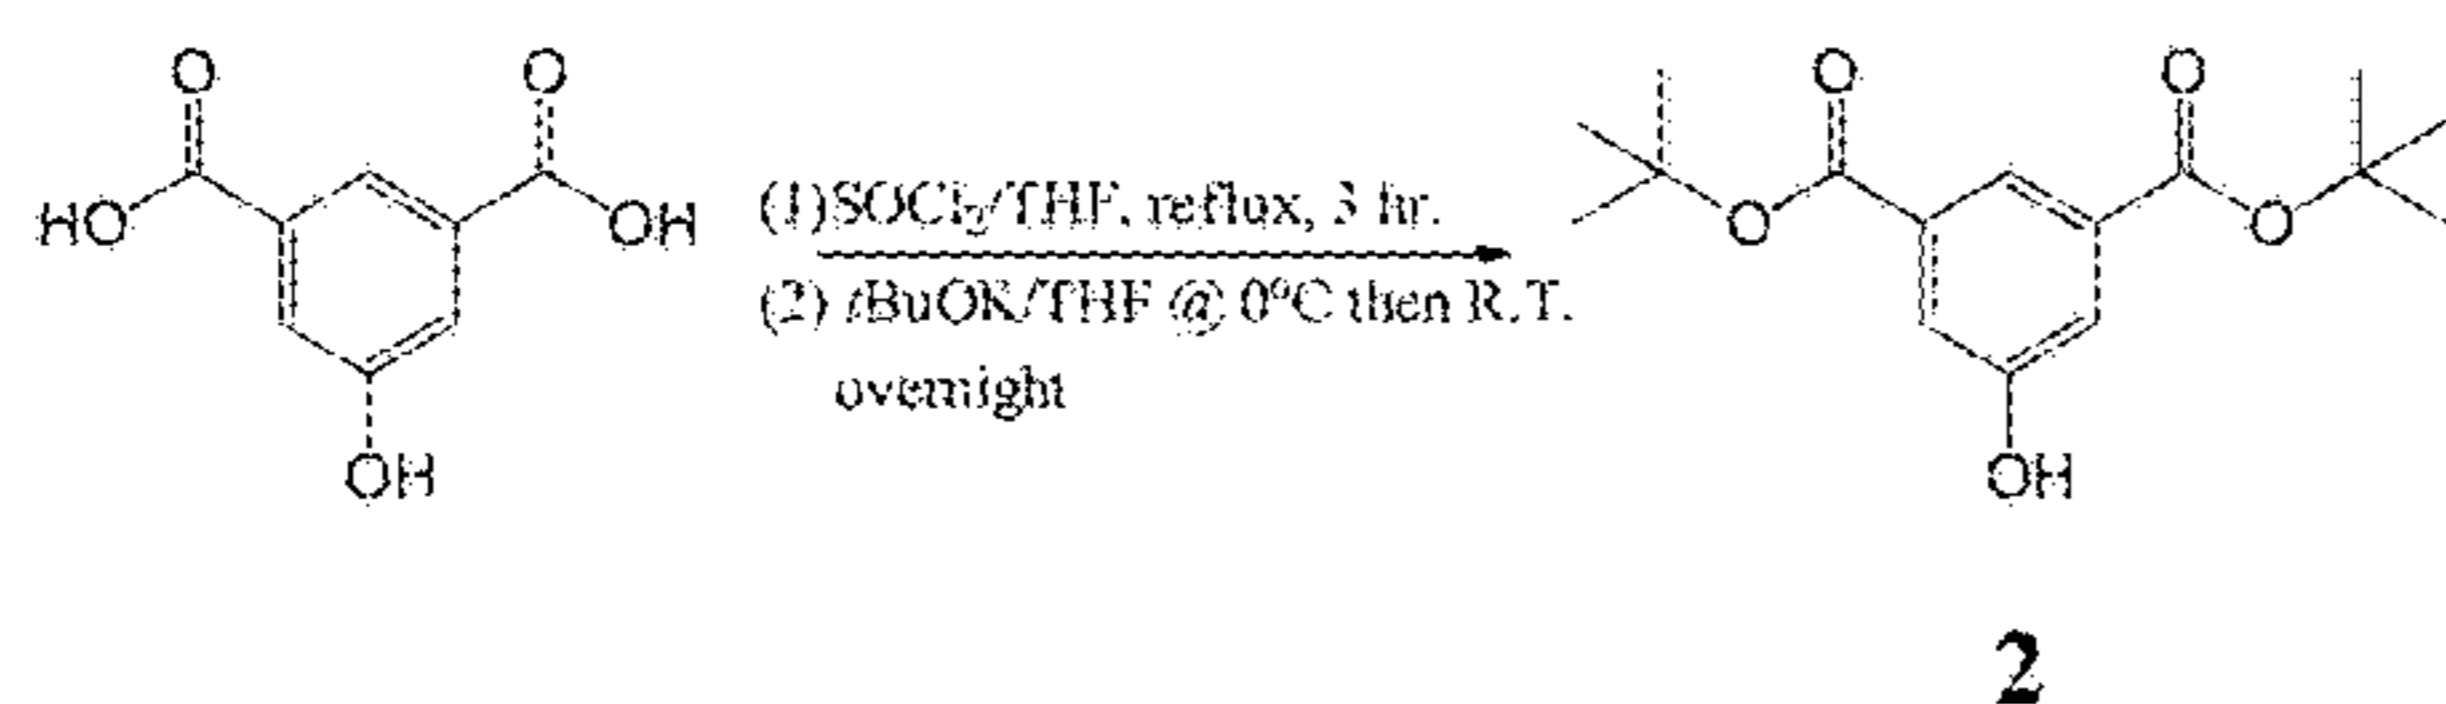 O O O O
HO OH O O
(1)SOCl₂/THF, reflux, 3 hr.
(2) tBuOK/THF @ 0°C then R.T.
overnight
OH OH
2